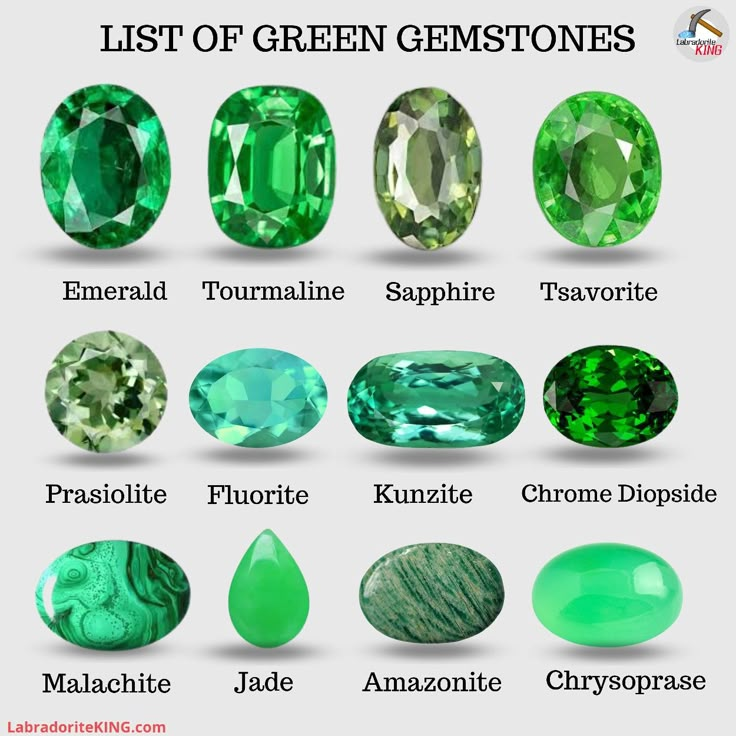 LIST OF GREEN GEMSTONES
Labradorite
KING
Emerald
Tourmaline
Sapphire
Tsavorite
Prasiolite
Fluorite
Kunzite
Chrome Diopside
Malachite
Jade
Amazonite
Chrysoprase
LabradoriteKING.com